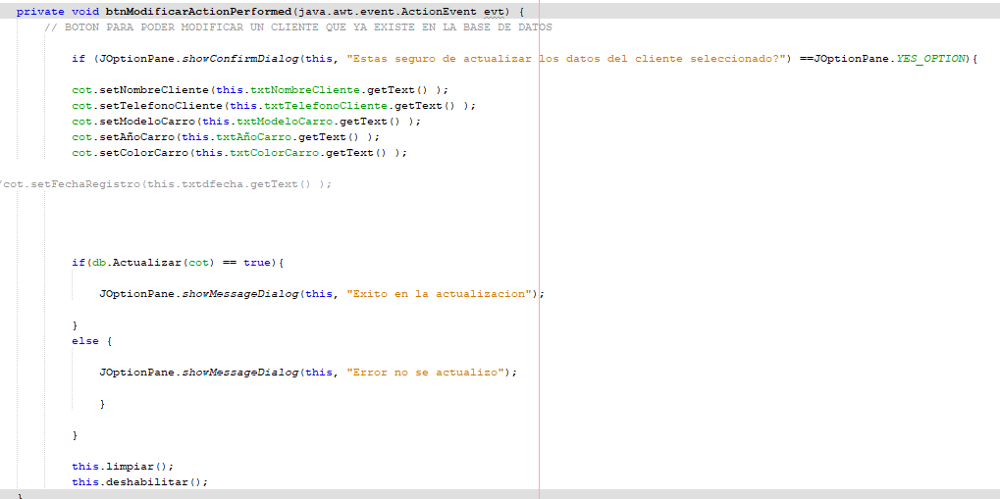 private void btnModificarActionPerformed(java.awt.event.ActionEvent evt) {
// BOTON PARA PODER MODIFICAR UN CLIENTE QUE YA EXISTE EN LA BASE DE DATOS
if (JOptionPane.showConfirmDialog(this, "Estas seguro de actualizar los datos del cliente seleccionado?") ==JOptionPane.YES_OPTION){
cot.setNombreCliente(this.txtNombreCliente.getText() );
cot.setTelefonoCliente(this.txtTelefonoCliente.getText() );
cot.setModeloCarro(this.txtModeloCarro.getText() );
cot.setAñoCarro(this.txtAñoCarro.getText() );
cot.setColorCarro(this.txtColorCarro.getText() );
/cot.setFechaRegistro(this.txtdfecha.getText() );
if(db.Actualizar(cot) == true){
JOptionPane.showMessageDialog(this, "Exito en la actualizacion");
}
else {
JOptionPane.showMessageDialog(this, "Error no se actualizo");
}
}
this.limpiar();
this.deshabilitar();
}